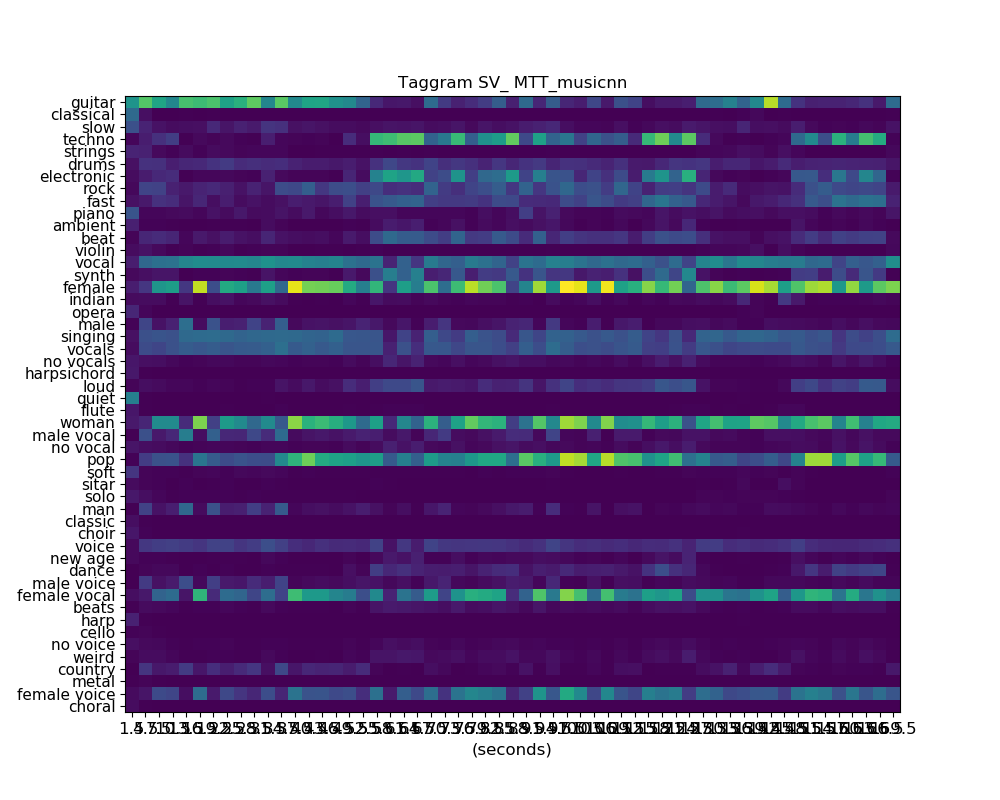 Taggram SV_ MTT_musicnn
guitar
classical
slow
techno
strings
drums
electronic
rock
fast
piano
ambient
beat
violin
vocal
synth
female
indian
opera
male
singing
vocals
no vocals
harpsichord
loud
quiet
flute
woman
male vocal
no vocal
pop
soft
sitar
solo
man
classic
choir
voice
new age
dance
male voice
female vocal
beats
harp
cello
no voice
weird
country
metal
female voice
choral
(seconds)